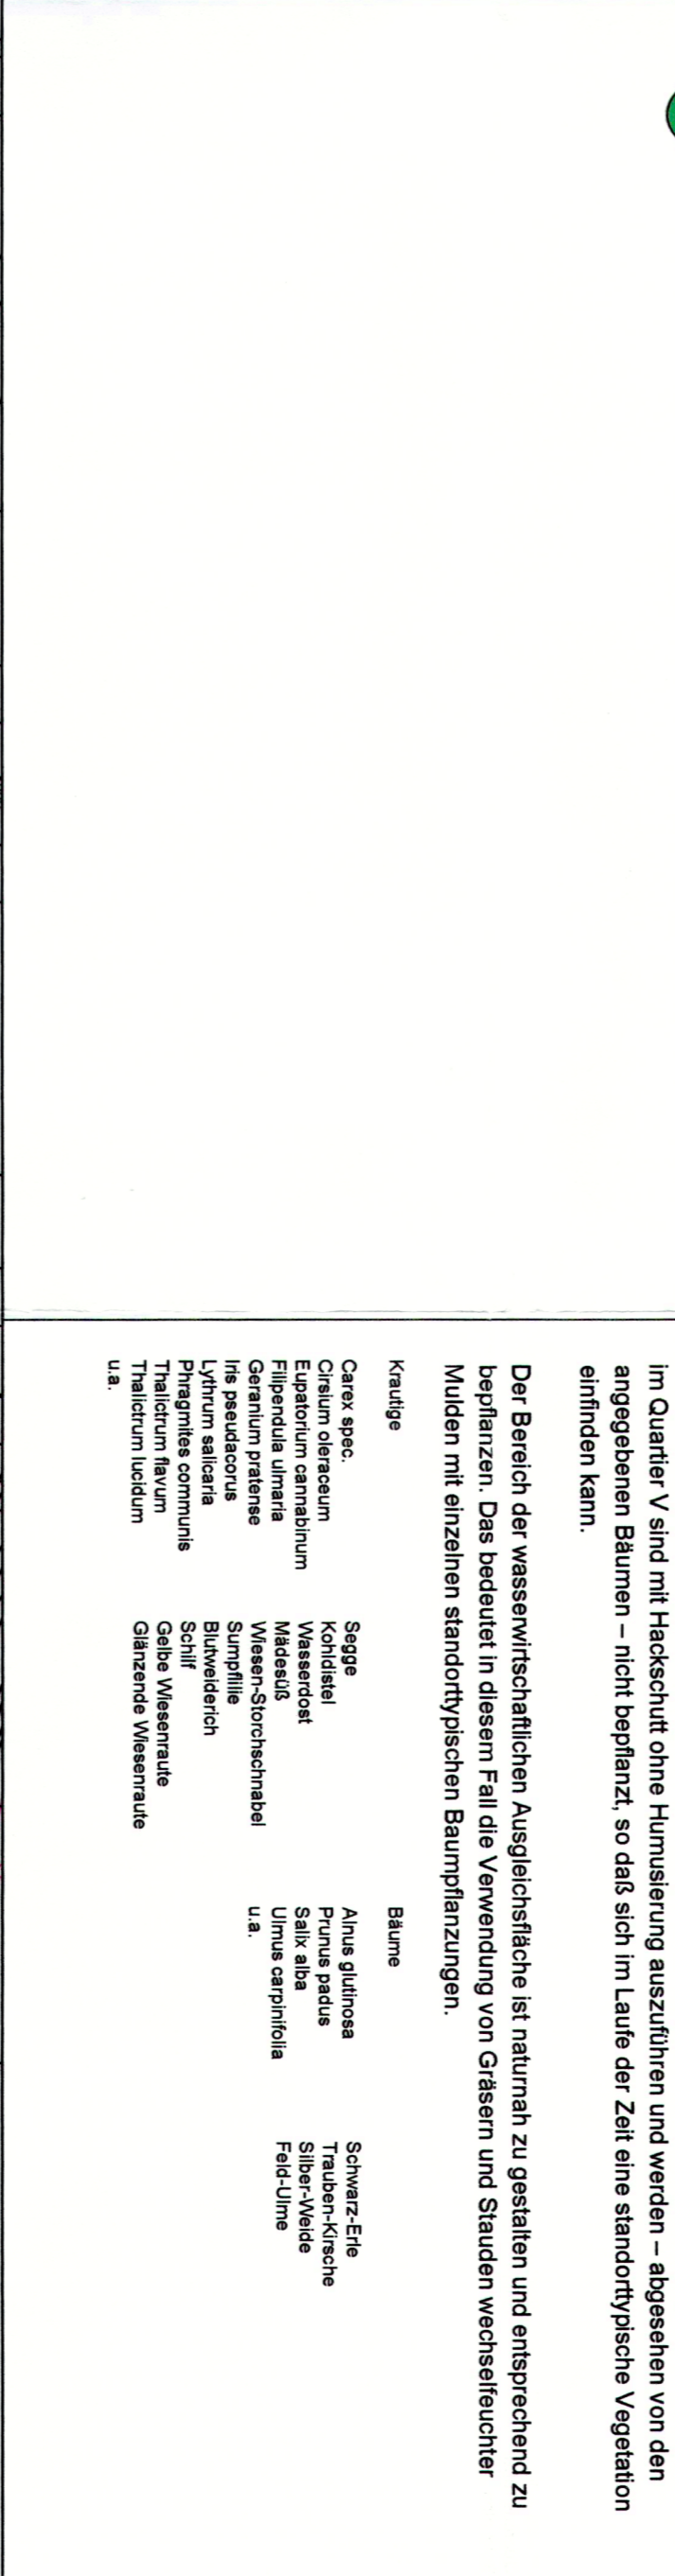 im Quartier V sind mit Hackschutt ohne Humusierung auszuführen und werden – abgesehen von den
angegebenen Bäumen – nicht bepflanzt, so daß sich im Laufe der Zeit eine standorttypische Vegetation
einfinden kann.
Der Bereich der wasserwirtschaftlichen Ausgleichsfläche ist naturnah zu gestalten und entsprechend zu
bepflanzen. Das bedeutet in diesem Fall die Verwendung von Gräsern und Stauden wechselfeuchter
Mulden mit einzelnen standorttypischen Baumpflanzungen.
Krautige Bäume
Carex spec. Segge Alnus glutinosa Schwarz-Erle
Cirsium oleraceum Kohldistel Prunus padus Trauben-Kirsche
Eupatorium cannabinum Wasserdost Salix alba Silber-Weide
Filipendula ulmaria Mädesüß Ulmus carpinifolia Feld-Ulme
Geranium pratense Wiesen-Storchschnabel u.a.
Iris pseudacorus Sumpflilie
Lythrum salicaria Blutweiderich
Phragmites communis Schilf
Thalictrum flavum Gelbe Wiesenraute
Thalictrum lucidum Glänzende Wiesenraute
u.a.